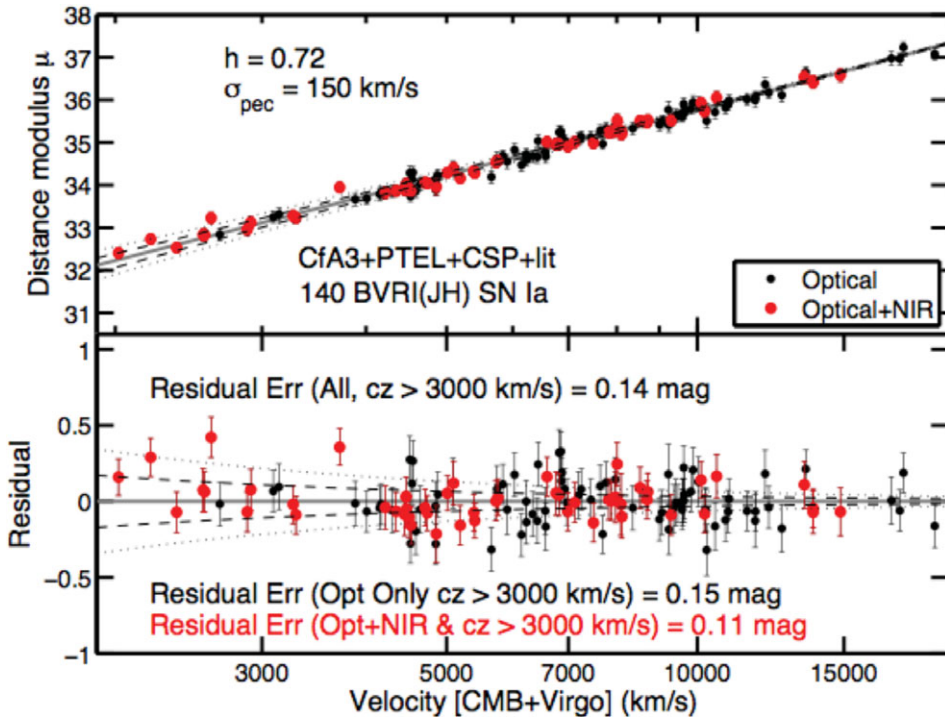 38
37
36
35
34
33
32
31
Distance modulus μ
h = 0.72
σpec = 150 km/s
CfA3+PTEL+CSP+lit
140 BVRI(JH) SN Ia
Optical
Optical+NIR
1
0.5
0
−0.5
−1
Residual
Residual Err (All, cz > 3000 km/s) = 0.14 mag
Residual Err (Opt Only cz > 3000 km/s) = 0.15 mag
Residual Err (Opt+NIR & cz > 3000 km/s) = 0.11 mag
3000 5000 7000 10000 15000
Velocity [CMB+Virgo] (km/s)